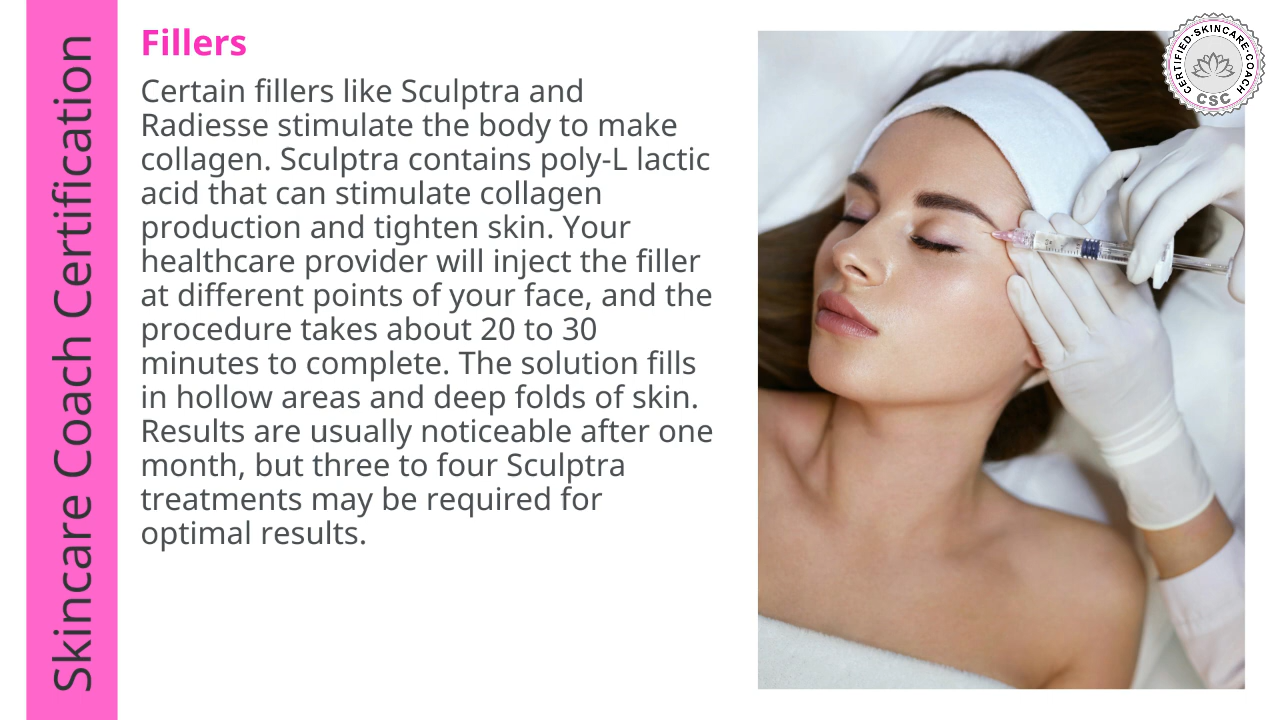 Skincare Coach Certification
Fillers
Certain fillers like Sculptra and
Radiesse stimulate the body to make
collagen. Sculptra contains poly-L lactic
acid that can stimulate collagen
production and tighten skin. Your
healthcare provider will inject the filler
at different points of your face, and the
procedure takes about 20 to 30
minutes to complete. The solution fills
in hollow areas and deep folds of skin.
Results are usually noticeable after one
month, but three to four Sculptra
treatments may be required for
optimal results.
CERTIFIED-SKINCARE-COACH
CSC